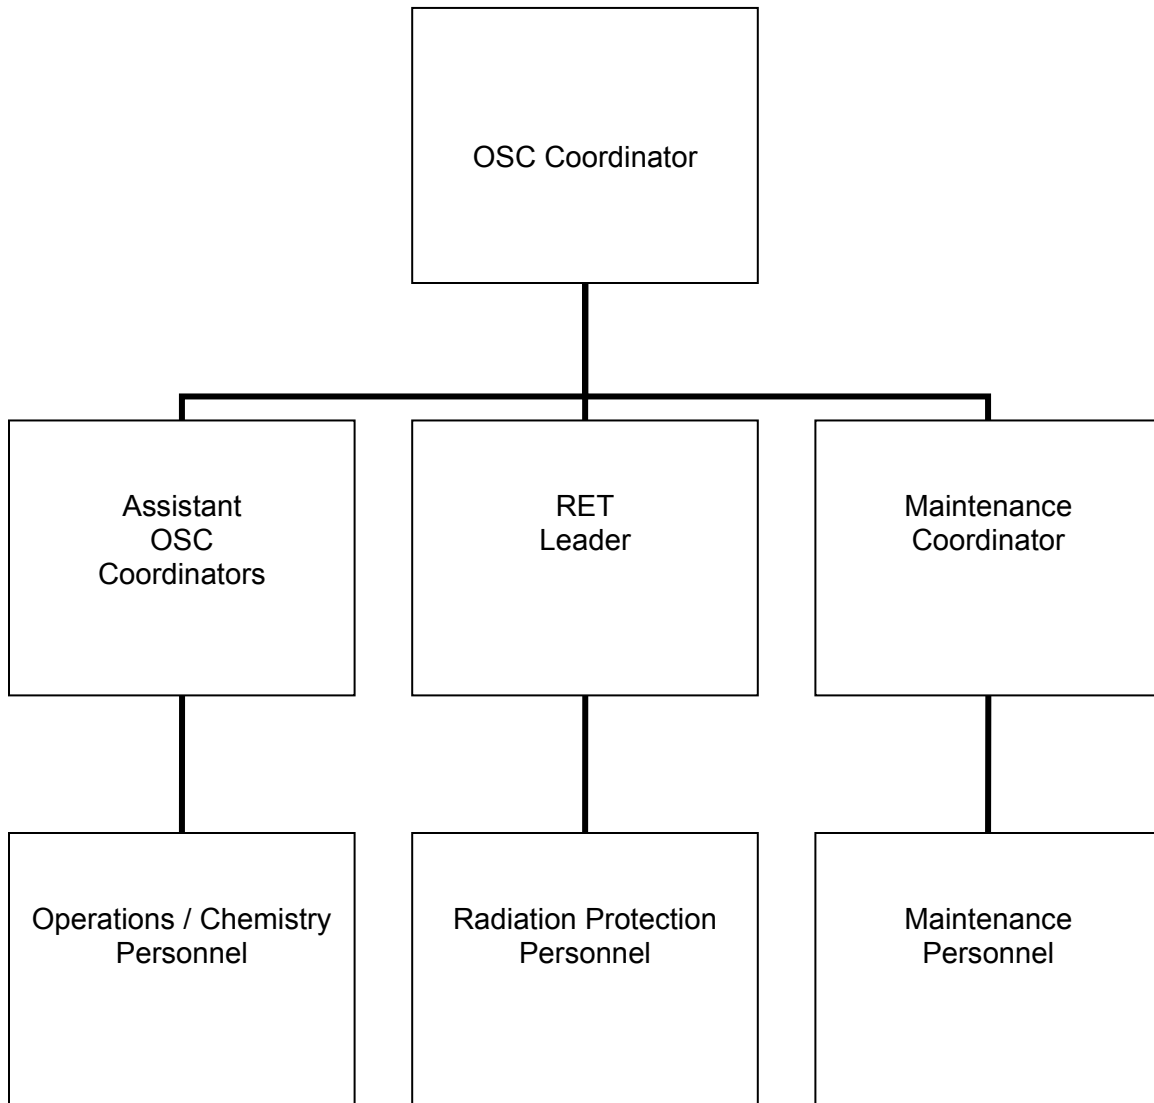 OSC Coordinator
Assistant
OSC
Coordinators
RET
Leader
Maintenance
Coordinator
Operations / Chemistry
Personnel
Radiation Protection
Personnel
Maintenance
Personnel